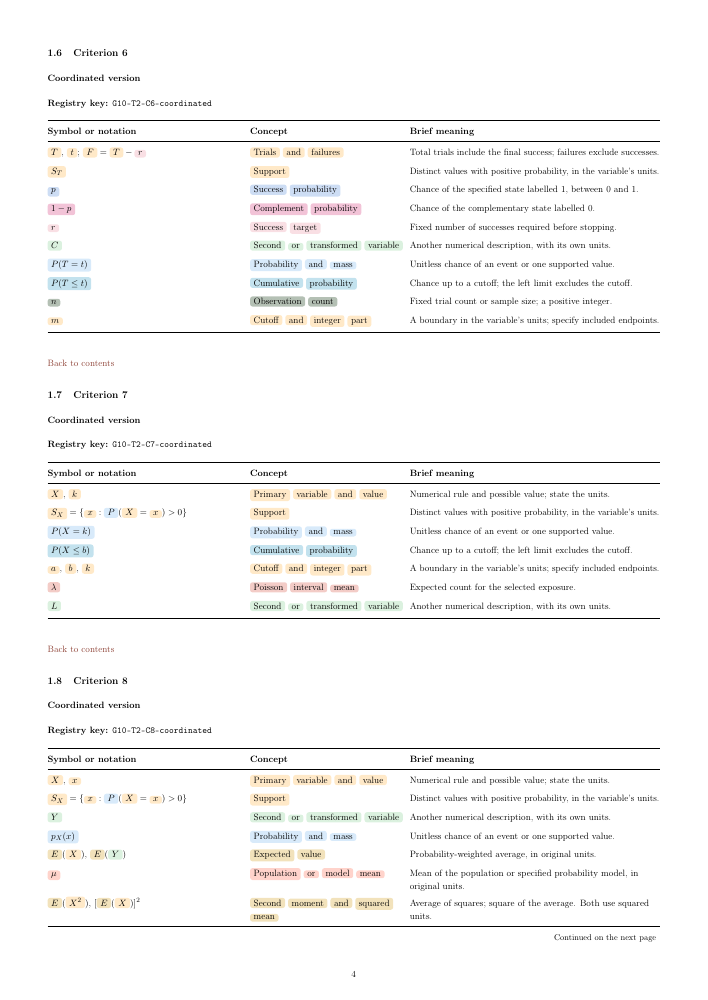 1.6 Criterion 6
Coordinated version
Registry key: G10-T2-C6-coordinated
Symbol or notation Concept Brief meaning
T , t ; F = T − r Trials and failures Total trials include the final success; failures exclude successes.
S_T Support Distinct values with positive probability, in the variable's units.
p Success probability Chance of the specified state labelled 1, between 0 and 1.
1 − p Complement probability Chance of the complementary state labelled 0.
r Success target Fixed number of successes required before stopping.
C Second or transformed variable Another numerical description, with its own units.
P(T = t) Probability and mass Unitless chance of an event or one supported value.
P(T ≤ t) Cumulative probability Chance up to a cutoff; the left limit excludes the cutoff.
n Observation count Fixed trial count or sample size; a positive integer.
m Cutoff and integer part A boundary in the variable's units; specify included endpoints.
Back to contents
1.7 Criterion 7
Coordinated version
Registry key: G10-T2-C7-coordinated
Symbol or notation Concept Brief meaning
X , k Primary variable and value Numerical rule and possible value; state the units.
S_X = { x : P ( X = x ) > 0} Support Distinct values with positive probability, in the variable's units.
P(X = k) Probability and mass Unitless chance of an event or one supported value.
P(X ≤ b) Cumulative probability Chance up to a cutoff; the left limit excludes the cutoff.
a , b , k Cutoff and integer part A boundary in the variable's units; specify included endpoints.
λ Poisson interval mean Expected count for the selected exposure.
L Second or transformed variable Another numerical description, with its own units.
Back to contents
1.8 Criterion 8
Coordinated version
Registry key: G10-T2-C8-coordinated
Symbol or notation Concept Brief meaning
X , x Primary variable and value Numerical rule and possible value; state the units.
S_X = { x : P ( X = x ) > 0} Support Distinct values with positive probability, in the variable's units.
Y Second or transformed variable Another numerical description, with its own units.
p_X(x) Probability and mass Unitless chance of an event or one supported value.
E ( X ), E ( Y ) Expected value Probability-weighted average, in original units.
μ Population or model mean Mean of the population or specified probability model, in
original units.
E ( X² ), [ E ( X )]² Second moment and squared Average of squares; square of the average. Both use squared
mean units.
Continued on the next page
4